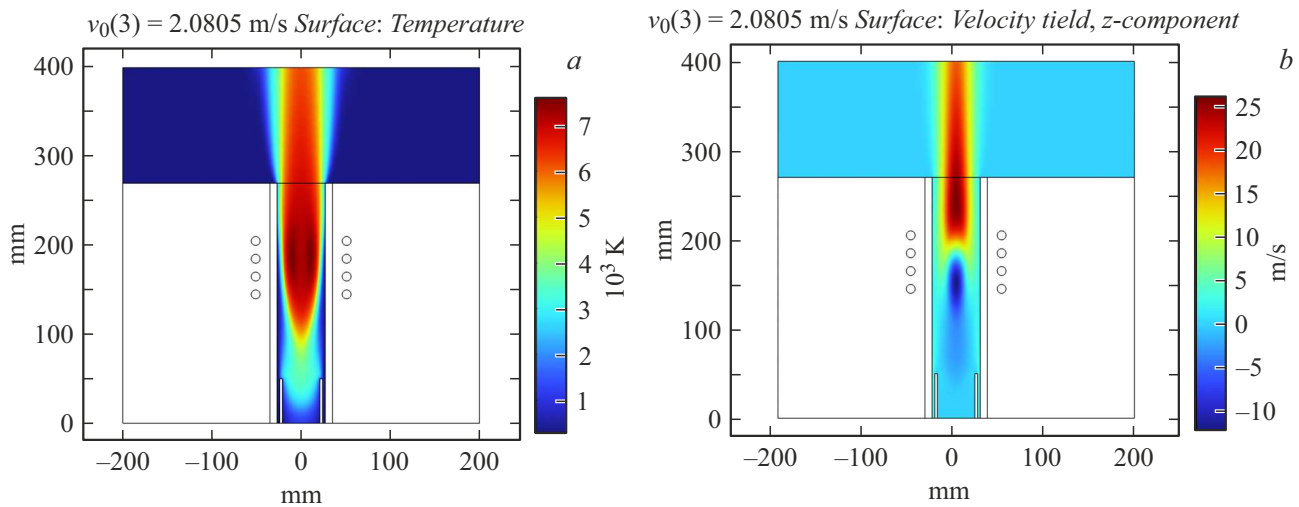 v₀(3) = 2.0805 m/s Surface: Temperature
a
400
300
200
100
0
mm
–200 –100 0 100 200
mm
7
6
5
4
3
2
1
10³ K
v₀(3) = 2.0805 m/s Surface: Velocity tield, z-component
b
400
300
200
100
0
mm
–200 –100 0 100 200
mm
25
20
15
10
5
0
–5
–10
m/s